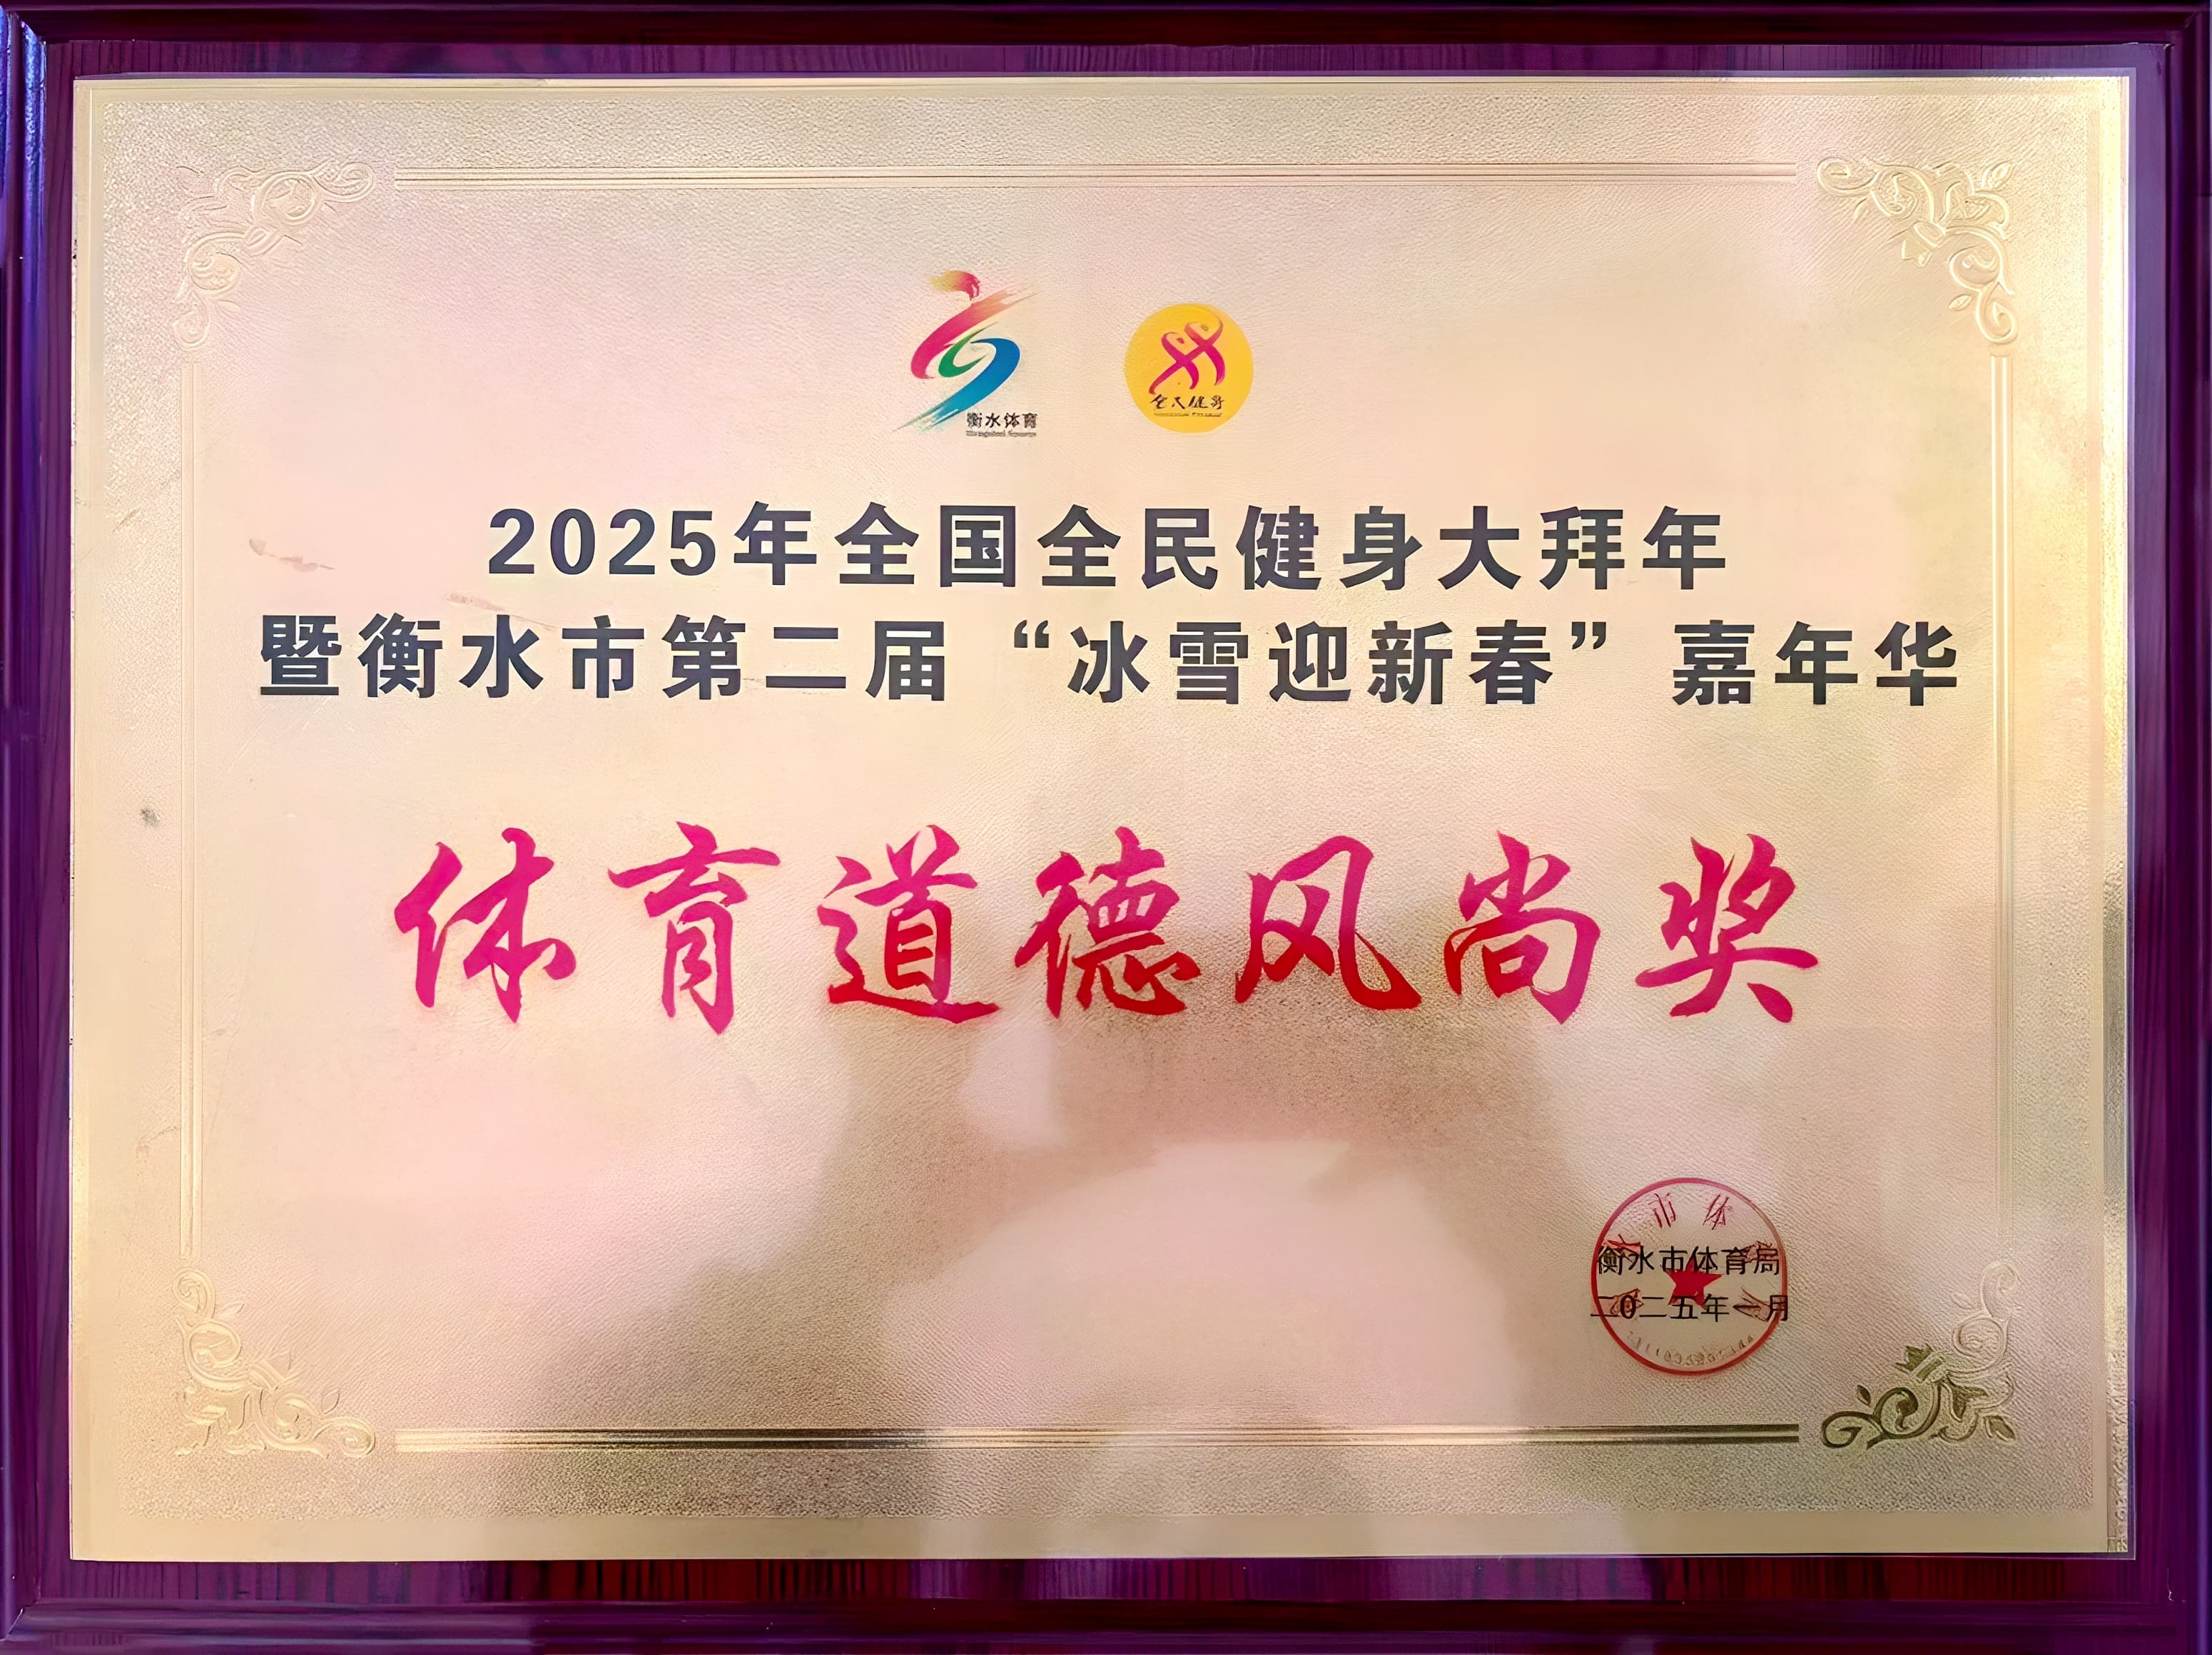 衡水体育
全民健身
2025年全国全民健身大拜年
暨衡水市第二届“冰雪迎新春”嘉年华
体育道德风尚奖
衡水市体育局
二0二五年一月